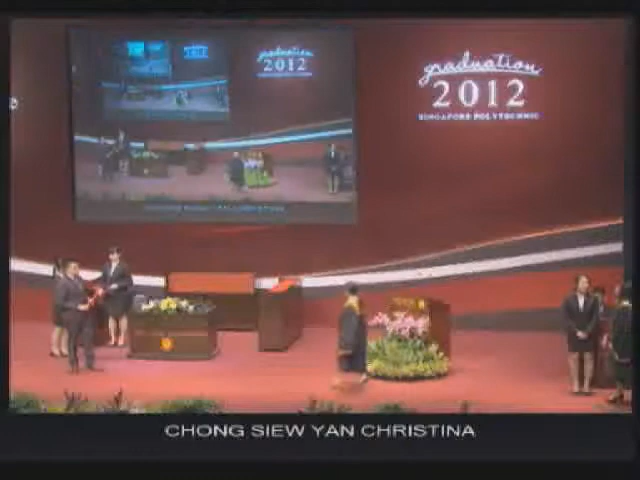 graduation
2012
graduation
2012
SINGAPORE POLYTECHNIC
CHONG SIEW YAN CHRISTINA